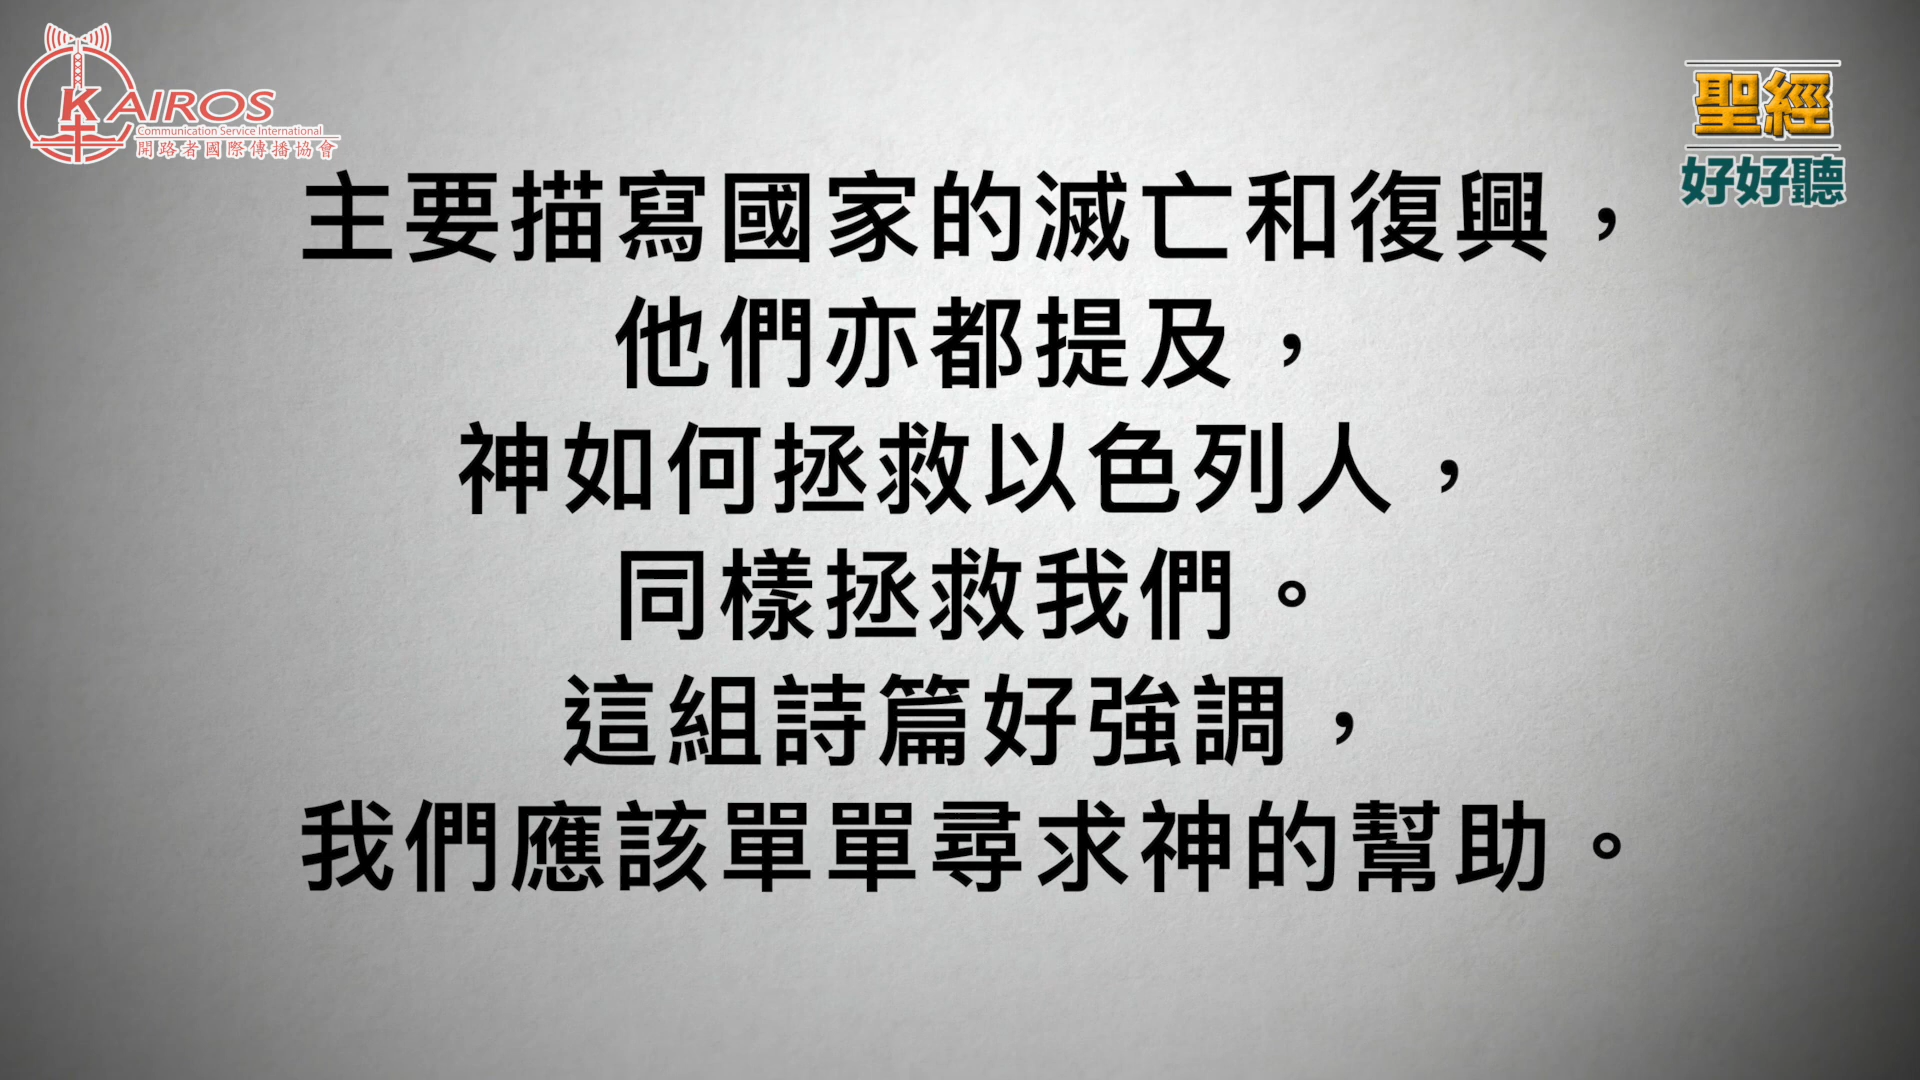 KAIROS
Communication Service International
開路者國際傳播協會
聖經
好好聽
主要描寫國家的滅亡和復興，
他們亦都提及，
神如何拯救以色列人，
同樣拯救我們。
這組詩篇好強調，
我們應該單單尋求神的幫助。